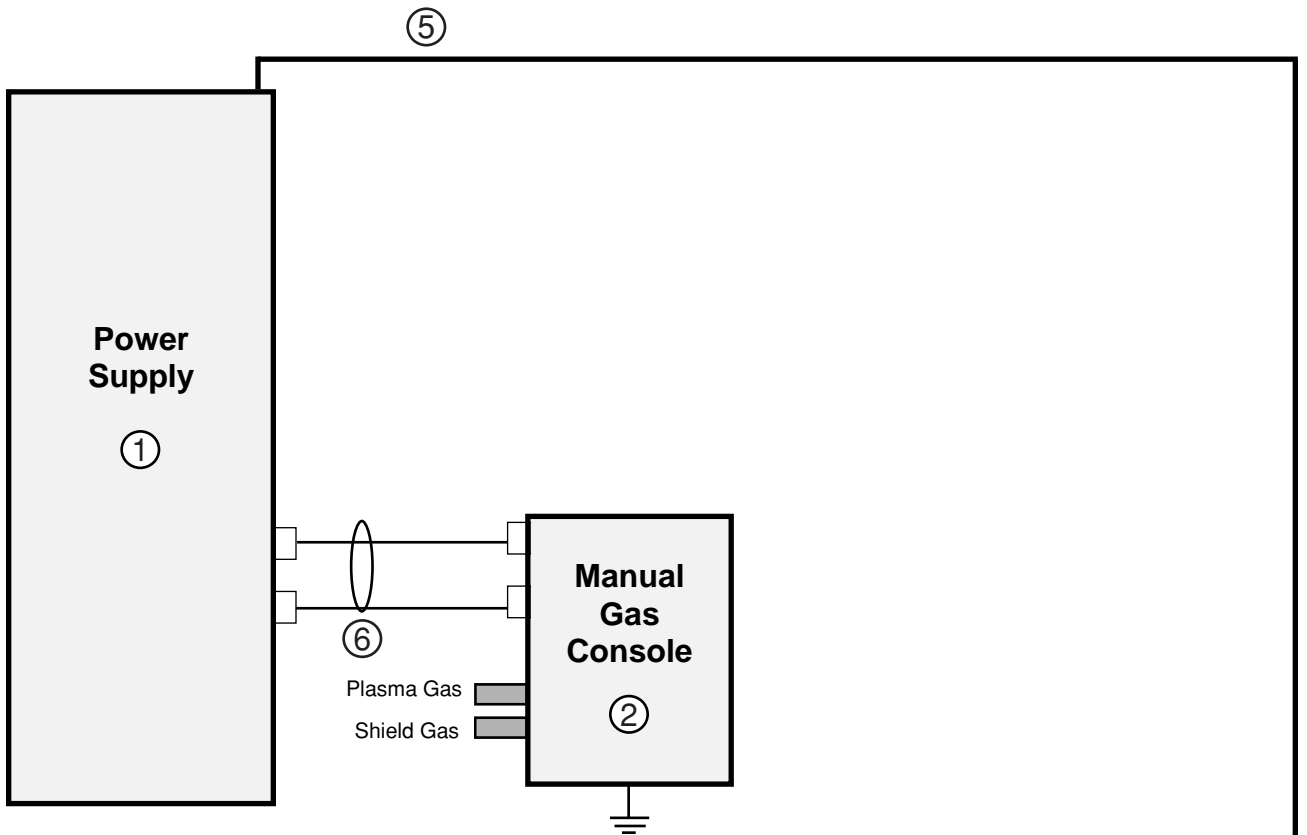 ⑤
Power
Supply
①
⑥
Plasma Gas
Shield Gas
Manual
Gas
Console
②